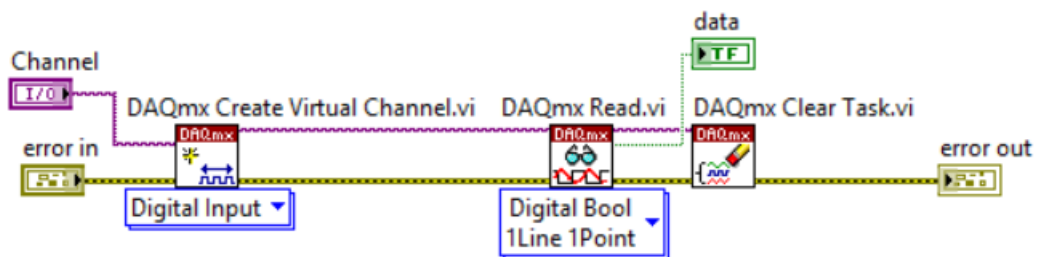 data
TF
Channel
I/O
DAQmx Create Virtual Channel.vi
DAQmx Read.vi
DAQmx Clear Task.vi
DAQmx
DAQmx
DAQmx
error in
error out
Digital Input
Digital Bool
1Line 1Point